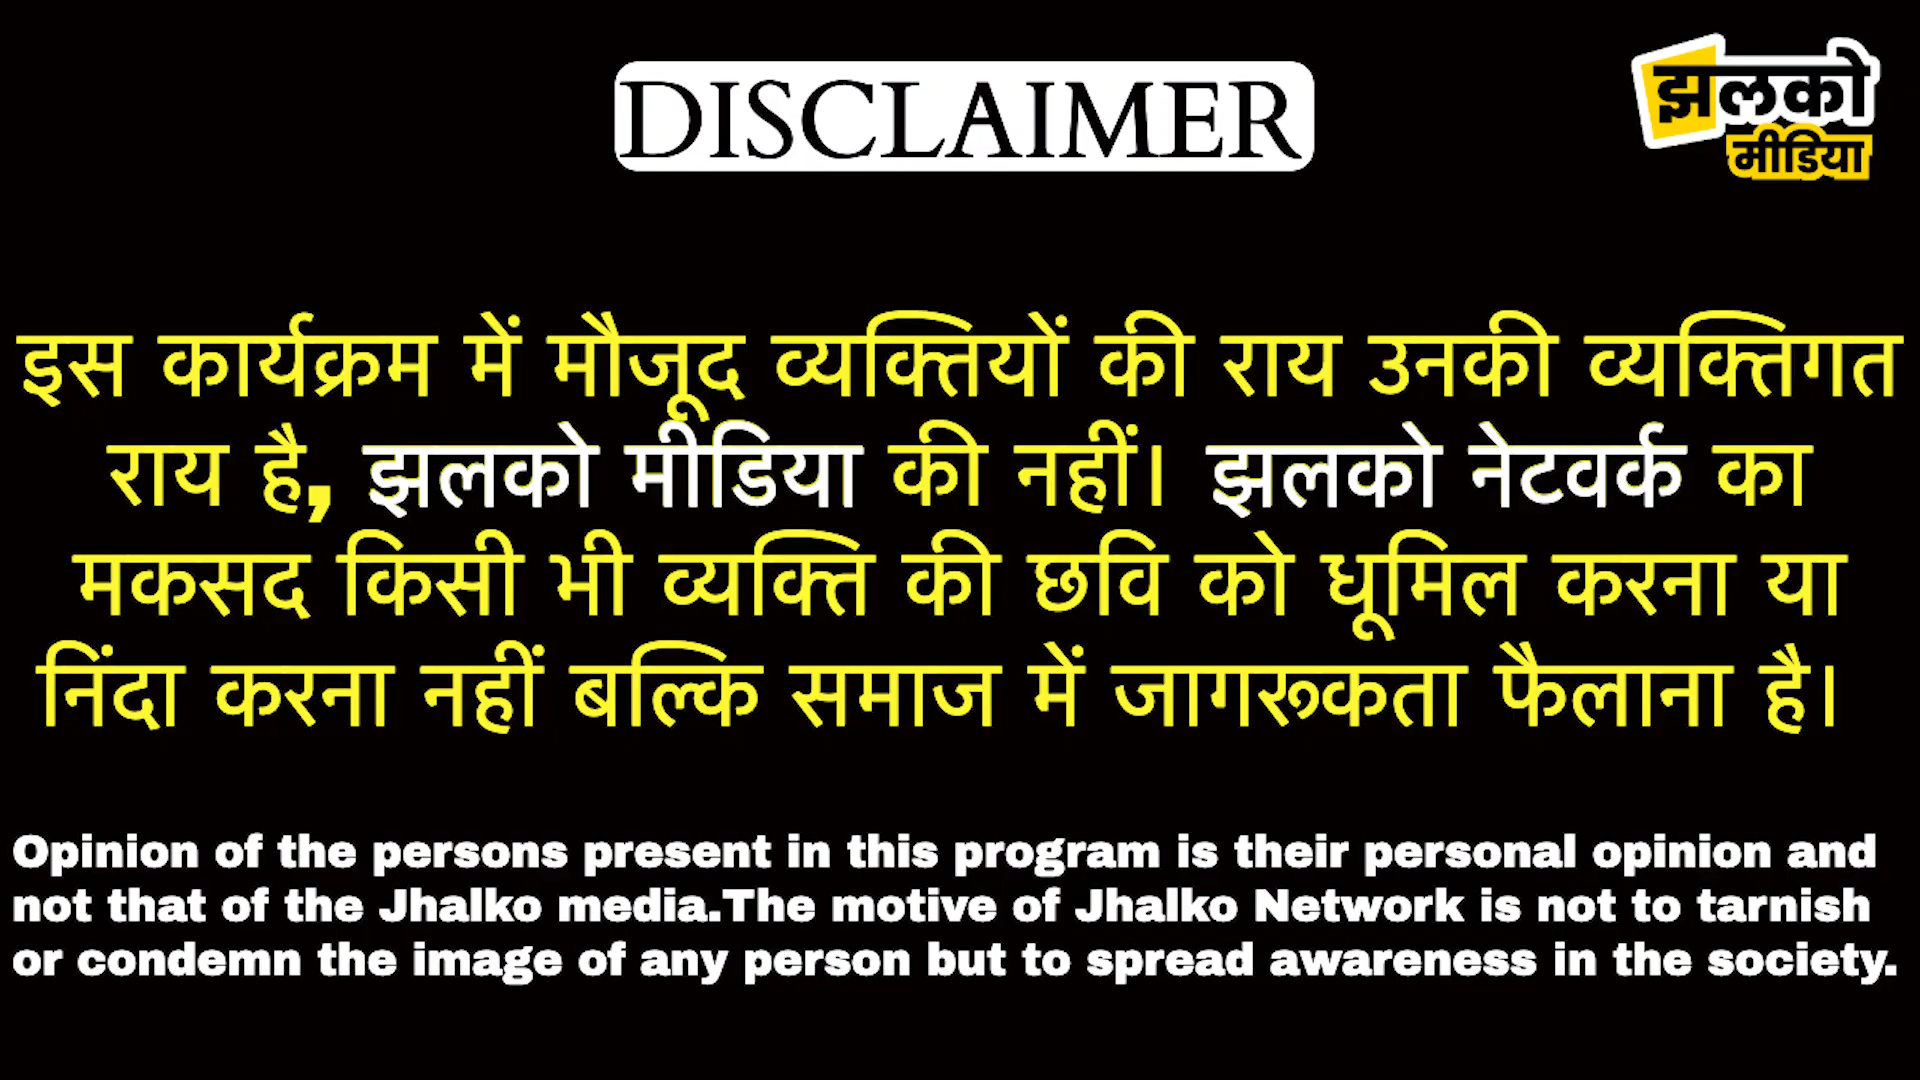 DISCLAIMER
झलको
मीडिया
इस कार्यक्रम में मौजूद व्यक्तियों की राय उनकी व्यक्तिगत
राय है, झलको मीडिया की नहीं। झलको नेटवर्क का
मकसद किसी भी व्यक्ति की छवि को धूमिल करना या
निंदा करना नहीं बल्कि समाज में जागरूकता फैलाना है।
Opinion of the persons present in this program is their personal opinion and
not that of the Jhalko media.The motive of Jhalko Network is not to tarnish
or condemn the image of any person but to spread awareness in the society.